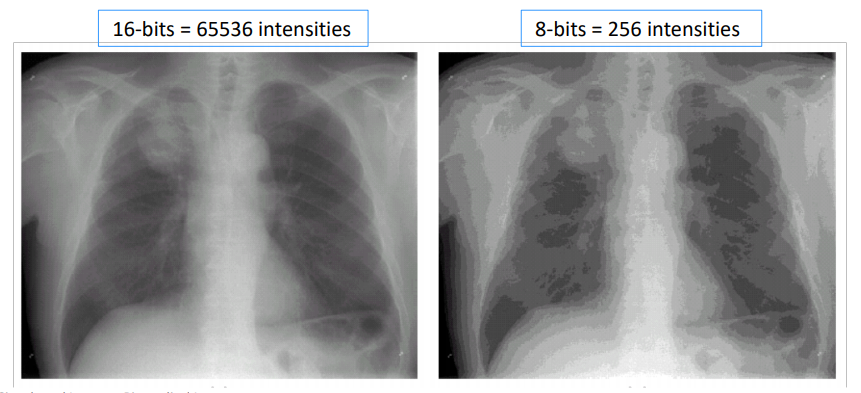 16-bits = 65536 intensities
8-bits = 256 intensities